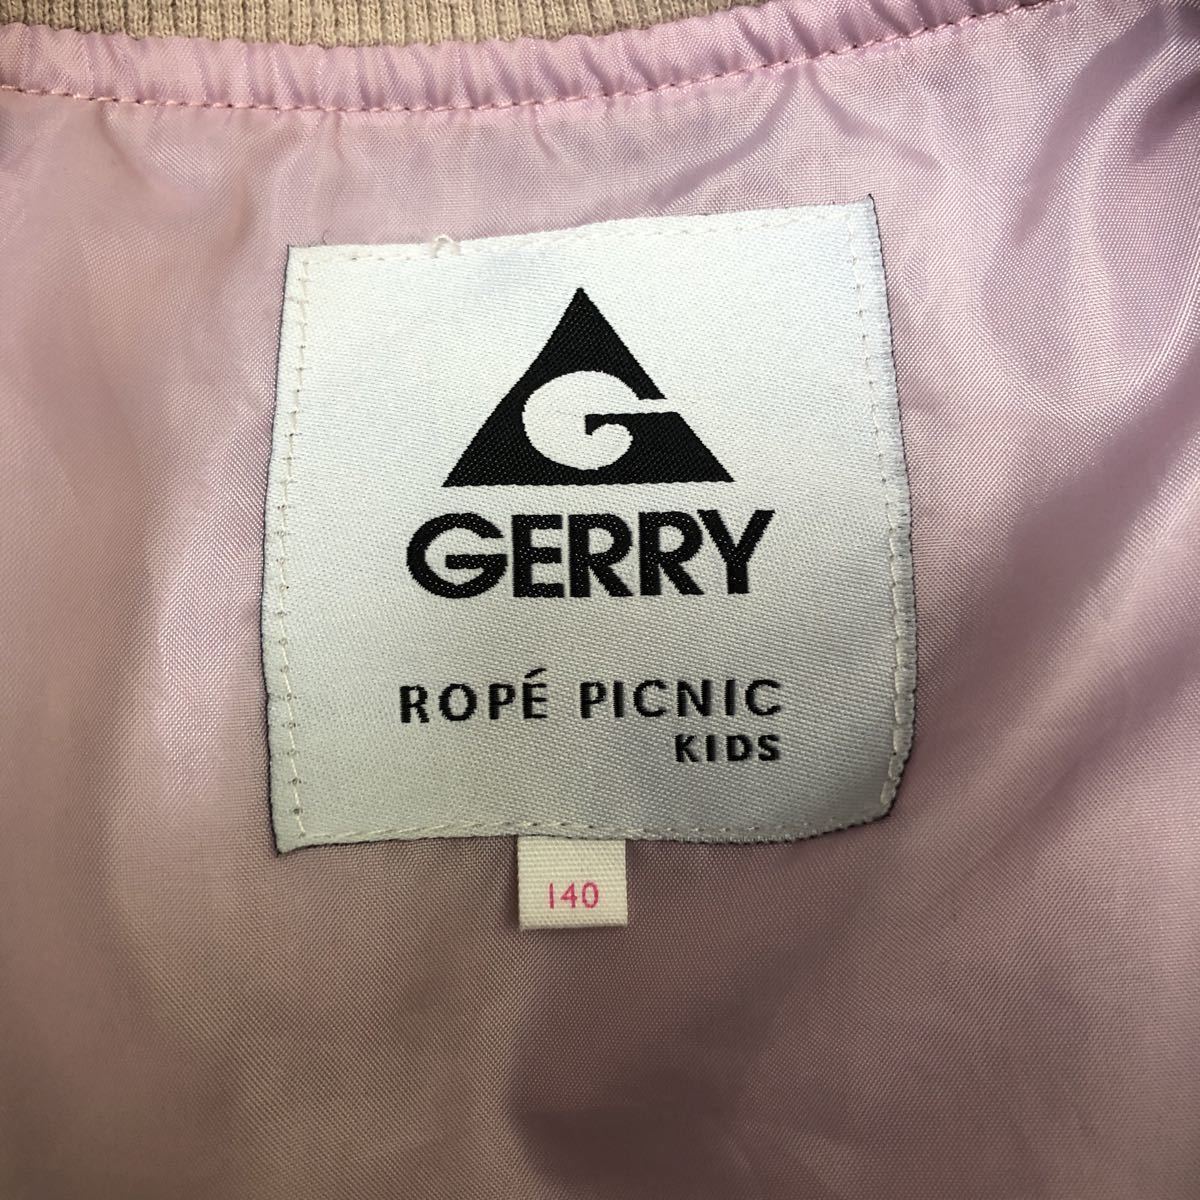 G
GERRY
ROPÉ PICNIC
KIDS
140